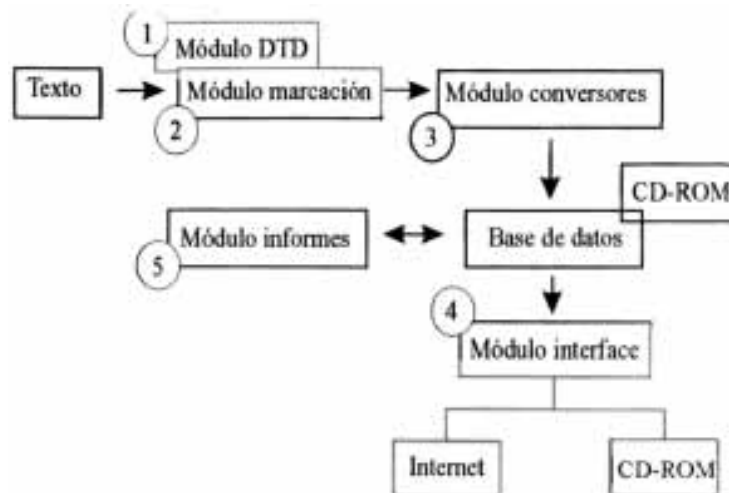 1
Módulo DTD
Texto
Módulo marcación
2
Módulo conversores
3
CD-ROM
Módulo informes
5
Base de datos
4
Módulo interface
Internet
CD-ROM